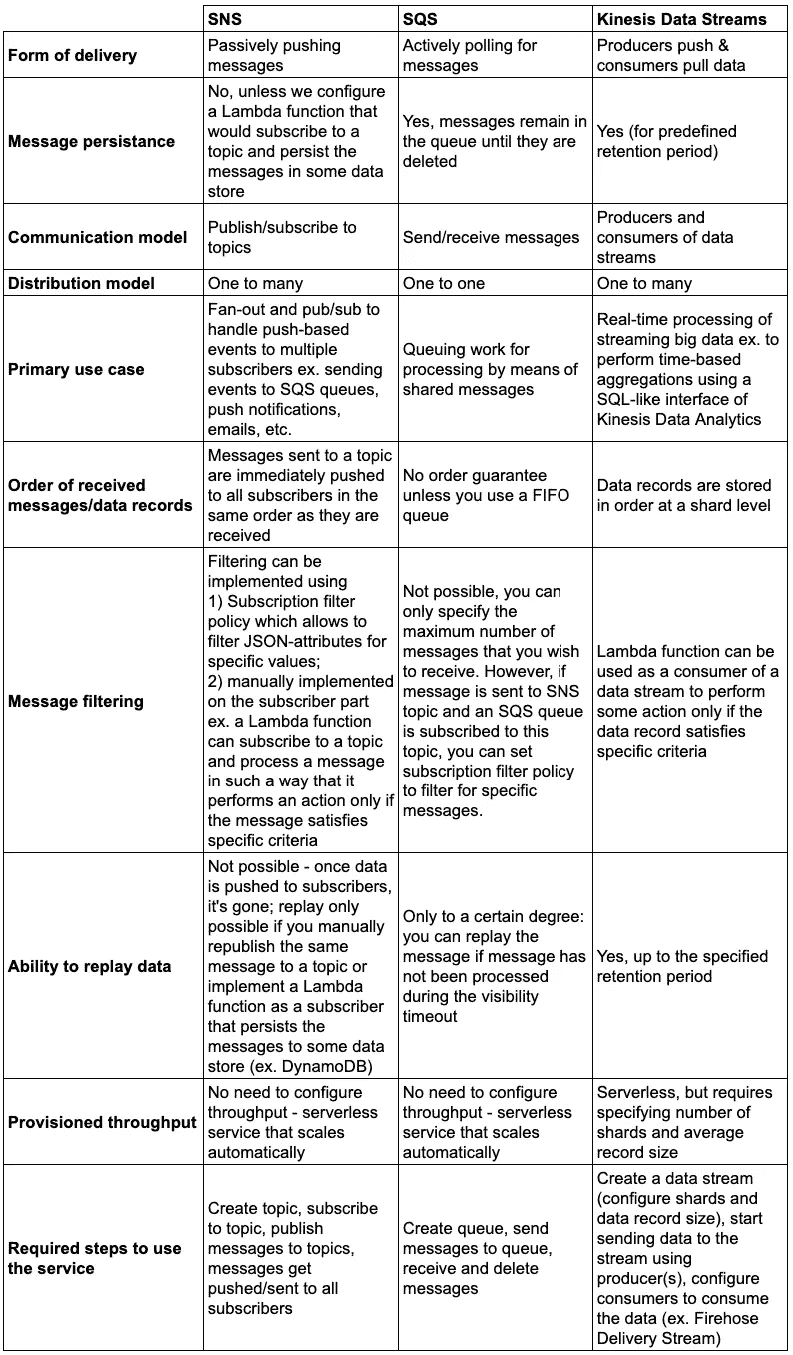 SNS
SQS
Kinesis Data Streams
Form of delivery
Passively pushing
messages
Actively polling for
messages
Producers push &
consumers pull data
Message persistance
No, unless we configure
a Lambda function that
would subscribe to a
topic and persist the
messages in some data
store
Yes, messages remain in
the queue until they are
deleted
Yes (for predefined
retention period)
Communication model
Publish/subscribe to
topics
Send/receive messages
Producers and
consumers of data
streams
Distribution model
One to many
One to one
One to many
Primary use case
Fan-out and pub/sub to
handle push-based
events to multiple
subscribers ex. sending
events to SQS queues,
push notifications,
emails, etc.
Queuing work for
processing by means of
shared messages
Real-time processing of
streaming big data ex. to
perform time-based
aggregations using a
SQL-like interface of
Kinesis Data Analytics
Order of received
messages/data records
Messages sent to a topic
are immediately pushed
to all subscribers in the
same order as they are
received
No order guarantee
unless you use a FIFO
queue
Data records are stored
in order at a shard level
Message filtering
Filtering can be
implemented using
1) Subscription filter
policy which allows to
filter JSON-attributes for
specific values;
2) manually implemented
on the subscriber part
ex. a Lambda function
can subscribe to a topic
and process a message
in such a way that it
performs an action only if
the message satisfies
specific criteria
Not possible, you can
only specify the
maximum number of
messages that you wish
to receive. However, if
message is sent to SNS
topic and an SQS queue
is subscribed to this
topic, you can set
subscription filter policy
to filter for specific
messages.
Lambda function can be
used as a consumer of a
data stream to perform
some action only if the
data record satisfies
specific criteria
Ability to replay data
Not possible - once data
is pushed to subscribers,
it's gone; replay only
possible if you manually
republish the same
message to a topic or
implement a Lambda
function as a subscriber
that persists the
messages to some data
store (ex. DynamoDB)
Only to a certain degree:
you can replay the
message if message has
not been processed
during the visibility
timeout
Yes, up to the specified
retention period
Provisioned throughput
No need to configure
throughput - serverless
service that scales
automatically
No need to configure
throughput - serverless
service that scales
automatically
Serverless, but requires
specifying number of
shards and average
record size
Required steps to use
the service
Create topic, subscribe
to topic, publish
messages to topics,
messages get
pushed/sent to all
subscribers
Create queue, send
messages to queue,
receive and delete
messages
Create a data stream
(configure shards and
data record size), start
sending data to the
stream using
producer(s), configure
consumers to consume
the data (ex. Firehose
Delivery Stream)